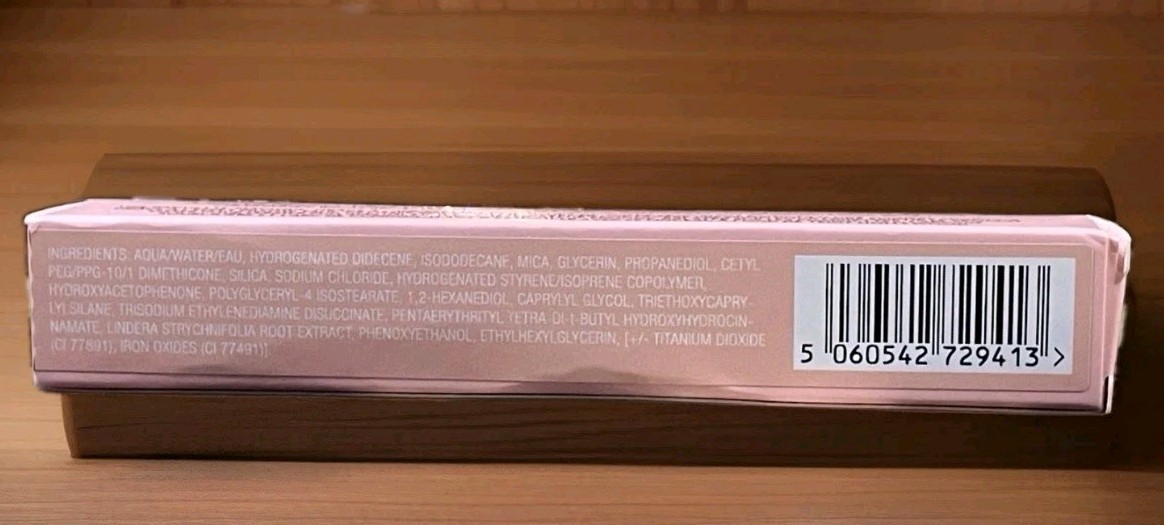 INGREDIENTS: AQUA/WATER/EAU, HYDROGENATED DIDECENE, ISODODECANE, MICA, GLYCERIN, PROPANEDIOL, CETYL
PEG/PPG-10/1 DIMETHICONE, SILICA, SODIUM CHLORIDE, HYDROGENATED STYRENE/ISOPRENE COPOLYMER,
HYDROXYACETOPHENONE, POLYGLYCERYL-4 ISOSTEARATE, 1,2-HEXANEDIOL, CAPRYLYL GLYCOL, TRIETHOXYCAPRY-
LYLSILANE, TRISODIUM ETHYLENEDIAMINE DISUCCINATE, PENTAERYTHRITYL TETRA-DI-T-BUTYL HYDROXYHYDROCIN-
NAMATE, LINDERA STRYCHNIFOLIA ROOT EXTRACT, PHENOXYETHANOL, ETHYLHEXYLGLYCERIN, [+/- TITANIUM DIOXIDE
(CI 77891), IRON OXIDES (CI 77491)].
5 060542 729413 >